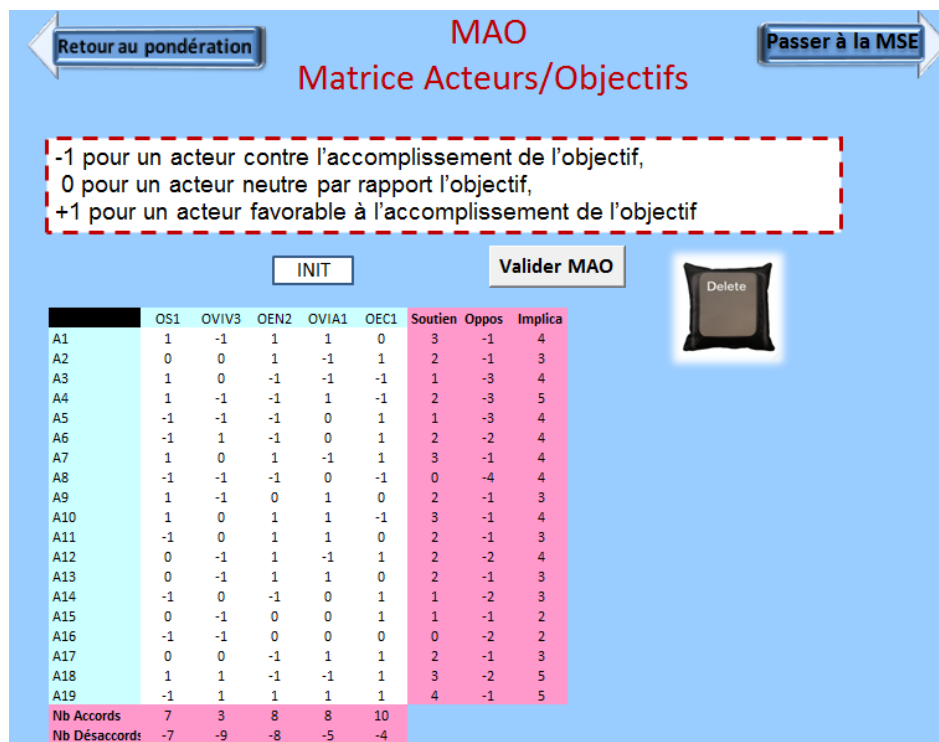 Retour au pondération
MAO
Passer à la MSE
Matrice Acteurs/Objectifs
-1 pour un acteur contre l’accomplissement de l’objectif,
0 pour un acteur neutre par rapport l’objectif,
+1 pour un acteur favorable à l’accomplissement de l’objectif
INIT
Valider MAO
Delete
OS1 OVIV3 OEN2 OVIA1 OEC1 Soutien Oppos Implica
A1 1 -1 1 1 0 3 -1 4
A2 0 0 1 -1 1 2 -1 3
A3 1 0 -1 -1 -1 1 -3 4
A4 1 -1 -1 1 -1 2 -3 5
A5 -1 -1 -1 0 1 1 -3 4
A6 -1 1 -1 0 1 2 -2 4
A7 1 0 1 -1 1 3 -1 4
A8 -1 -1 -1 0 -1 0 -4 4
A9 1 -1 0 1 0 2 -1 3
A10 1 0 1 1 -1 3 -1 4
A11 -1 0 1 1 0 2 -1 3
A12 0 -1 1 -1 1 2 -2 4
A13 0 -1 1 1 0 2 -1 3
A14 -1 0 -1 0 1 1 -2 3
A15 0 -1 0 0 1 1 -1 2
A16 -1 -1 0 0 0 0 -2 2
A17 0 0 -1 1 1 2 -1 3
A18 1 1 -1 -1 1 3 -2 5
A19 -1 1 1 1 1 4 -1 5
Nb Accords 7 3 8 8 10
Nb Désaccords -7 -9 -8 -5 -4